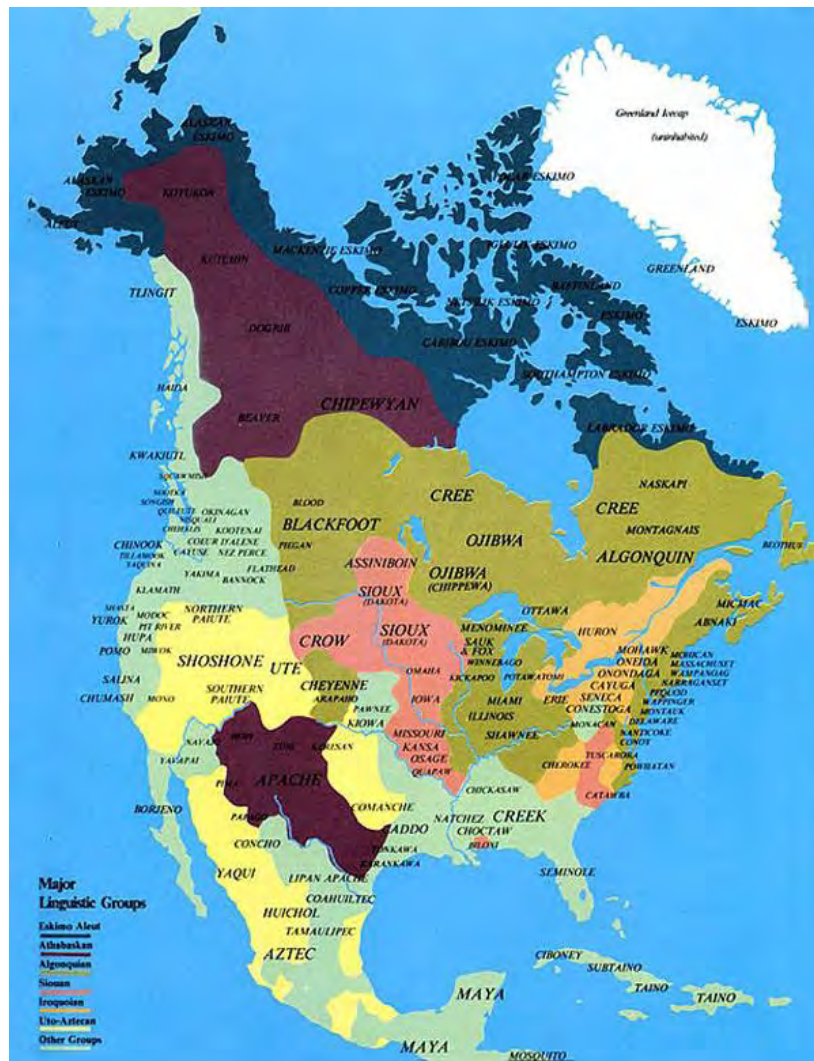 Greenland Icecap
(uninhabited)
ALASKAN
ESKIMO
ALASKAN
ESKIMO
KOYUKON
POLAR ESKIMO
ALEUT
KUTCHIN
MACKENZIE ESKIMO
IGLULIK ESKIMO
GREENLAND
ESKIMO
TLINGIT
COPPER ESKIMO
NETSILIK ESKIMO
BAFFINLAND
ESKIMO
DOGRIB
CARIBOU ESKIMO
SOUTHAMPTON ESKIMO
HAIDA
BEAVER
CHIPEWYAN
LABRADOR ESKIMO
KWAKIUTL
SQUAWMISH
NOOTKA
SONGISH
QUILEUTE
NISQUALI
CHEHALIS
OKINAGAN
KOOTENAI
COEUR D'ALENE
CHINOOK
TILLAMOOK
YAQUINA
CAYUSE
NEZ PERCE
FLATHEAD
YAKIMA
BANNOCK
BLOOD
BLACKFOOT
PIEGAN
CREE
OJIBWA
OJIBWA
(CHIPPEWA)
NASKAPI
CREE
MONTAGNAIS
ALGONQUIN
BEOTHUK
ASSINIBOIN
SIOUX
(DAKOTA)
KLAMATH
SHASTA
YUROK
MODOC
PIT RIVER
HUPA
POMO
MIWOK
NORTHERN
PAIUTE
SHOSHONE
UTE
CROW
SIOUX
(DAKOTA)
MENOMINEE
SAUK
& FOX
WINNEBAGO
OTTAWA
HURON
MICMAC
ABNAKI
SALINA
CHUMASH
MONO
SOUTHERN
PAIUTE
CHEYENNE
ARAPAHO
PAWNEE
KIOWA
OMAHA
IOWA
KICKAPOO
POTAWATOMI
MIAMI
ILLINOIS
SHAWNEE
ERIE
MOHAWK
ONEIDA
ONONDAGA
CAYUGA
SENECA
CONESTOGA
MONACAN
MOHICAN
MASSACHUSET
WAMPANOAG
NARRAGANSET
PEQUOD
WAPPINGER
MONTAUK
DELAWARE
NANTICOKE
CONOY
POWHATAN
MISSOURI
KANSA
OSAGE
QUAPAW
TUSCARORA
CHEROKEE
CATAWBA
NAVAJO
HOPI
ZUNI
KERESAN
YAVAPAI
PIMA
APACHE
COMANCHE
CHICKASAW
CREEK
BORJENO
PAPAGO
CADDO
NATCHEZ
CHOCTAW
BILOXI
CONCHO
TONKAWA
KARANKAWA
SEMINOLE
YAQUI
LIPAN APACHE
COAHUILTEC
HUICHOL
TAMAULIPEC
AZTEC
CIBONEY
SUBTAINO
TAINO
TAINO
MAYA
MAYA
MOSQUITO
Major
Linguistic Groups
Eskimo Aleut
Athabaskan
Algonquian
Siouan
Iroquoian
Uto-Aztecan
Other Groups